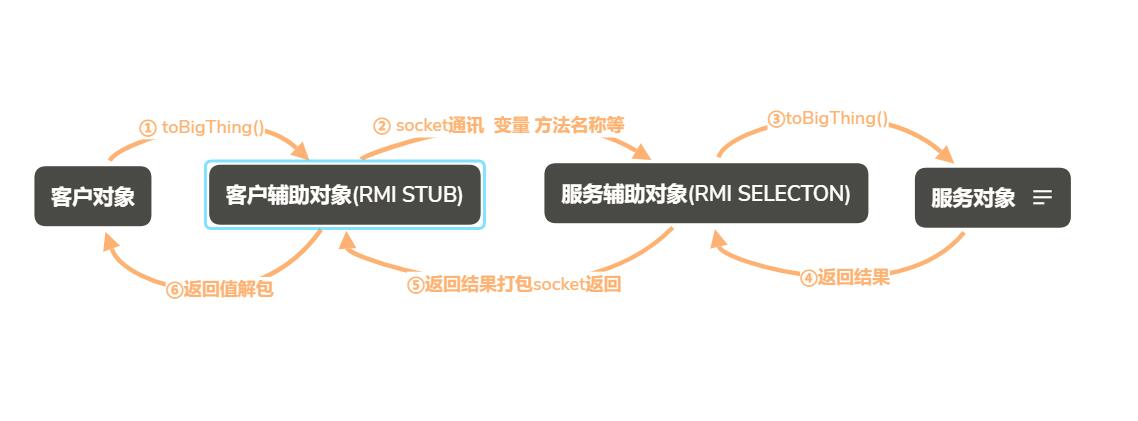 ① toBigThing()
② socket通讯 变量 方法名称等
③toBigThing()
客户对象
客户辅助对象(RMI STUB)
服务辅助对象(RMI SELECTON)
服务对象
⑥返回值解包
⑤返回结果打包socket返回
④返回结果